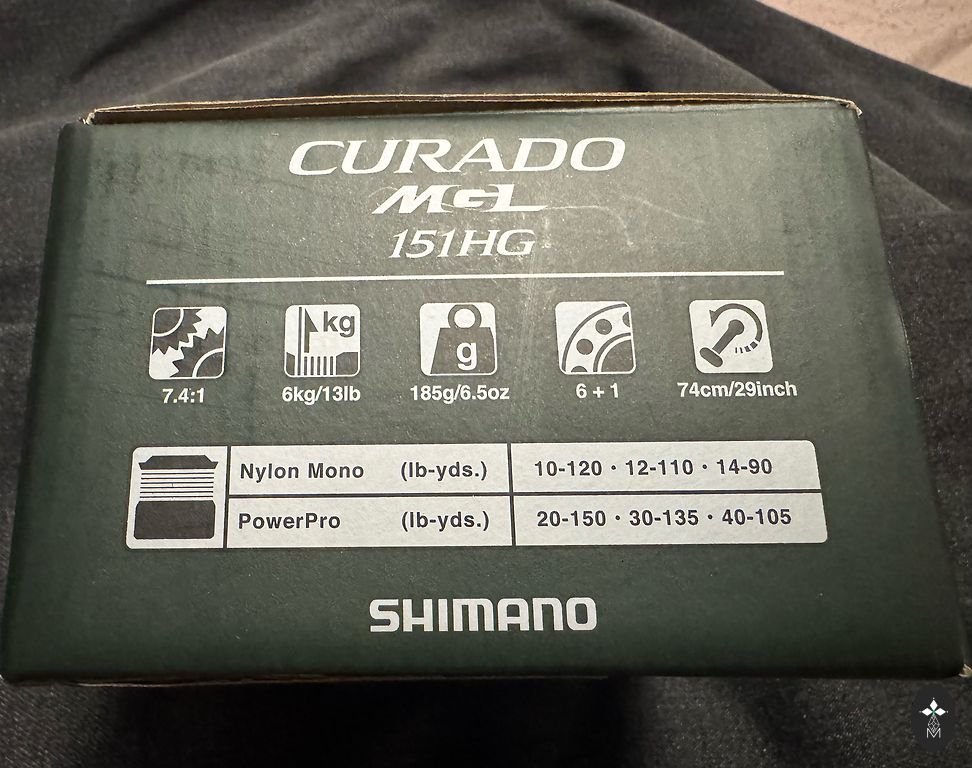 CURADO
MGL
151HG
kg
g
7.4:1 6kg/13lb 185g/6.5oz 6 + 1 74cm/29inch
Nylon Mono (lb-yds.) 10-120 · 12-110 · 14-90
PowerPro (lb-yds.) 20-150 · 30-135 · 40-105
SHIMANO
M